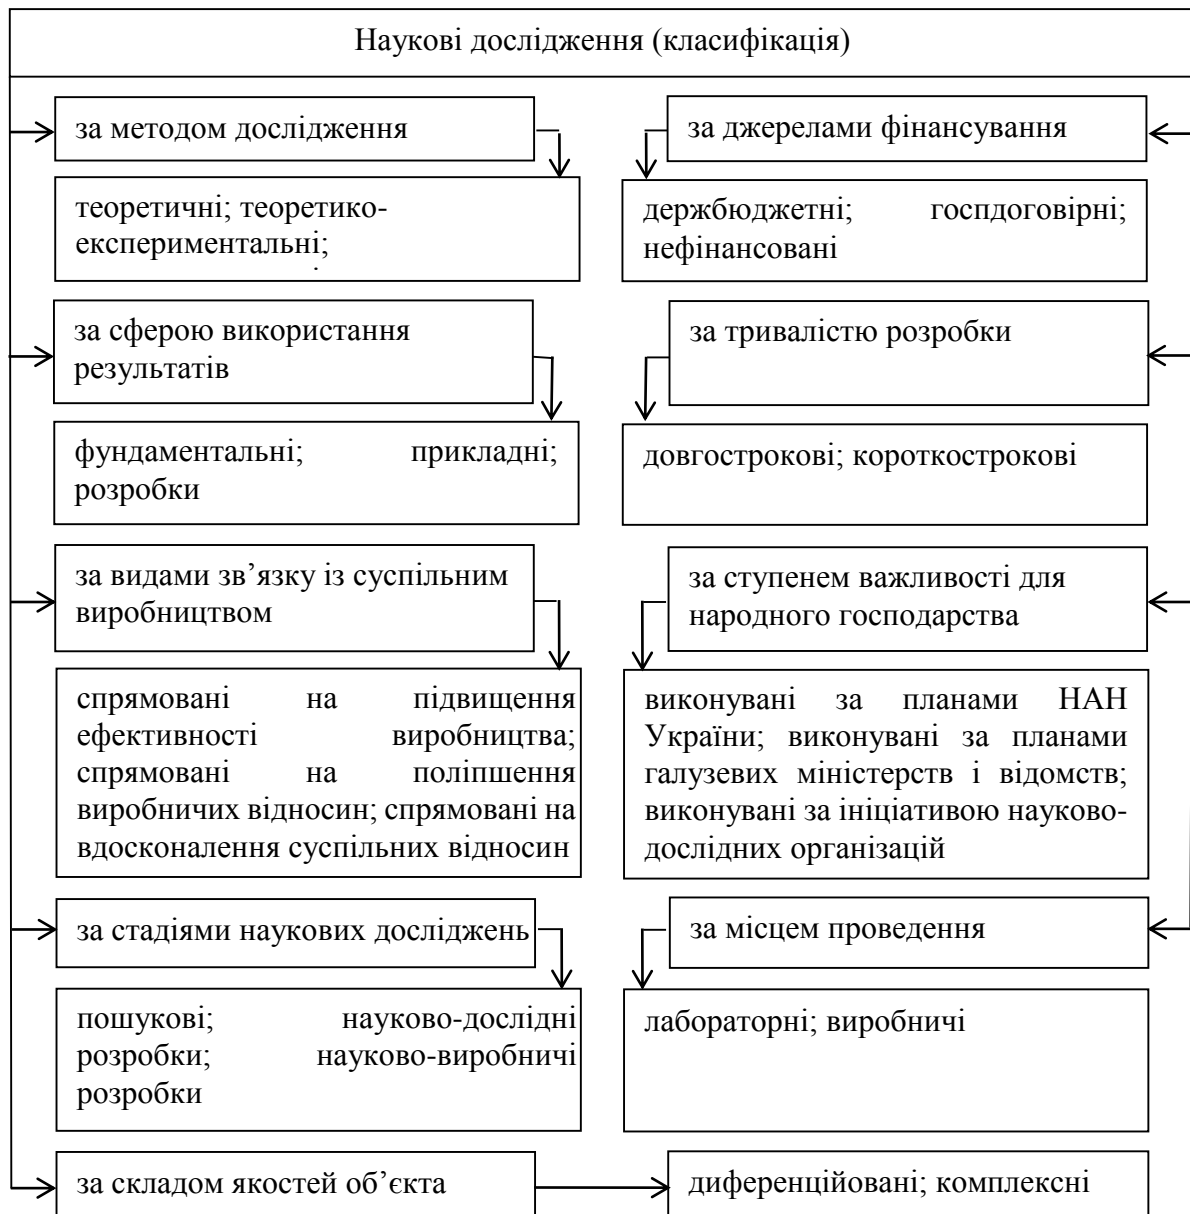 Наукові дослідження (класифікація)
за методом дослідження
теоретичні; теоретико-
експериментальні;
за джерелами фінансування
держбюджетні; госпдоговірні;
нефінансовані
за сферою використання
результатів
фундаментальні; прикладні;
розробки
за тривалістю розробки
довгострокові; короткострокові
за видами зв’язку із суспільним
виробництвом
спрямовані на підвищення
ефективності виробництва;
спрямовані на поліпшення
виробничих відносин; спрямовані на
вдосконалення суспільних відносин
за ступенем важливості для
народного господарства
виконувані за планами НАН
України; виконувані за планами
галузевих міністерств і відомств;
виконувані за ініціативою науково-
дослідних організацій
за стадіями наукових досліджень
пошукові; науково-дослідні
розробки; науково-виробничі
розробки
за місцем проведення
лабораторні; виробничі
за складом якостей об’єкта
диференційовані; комплексні